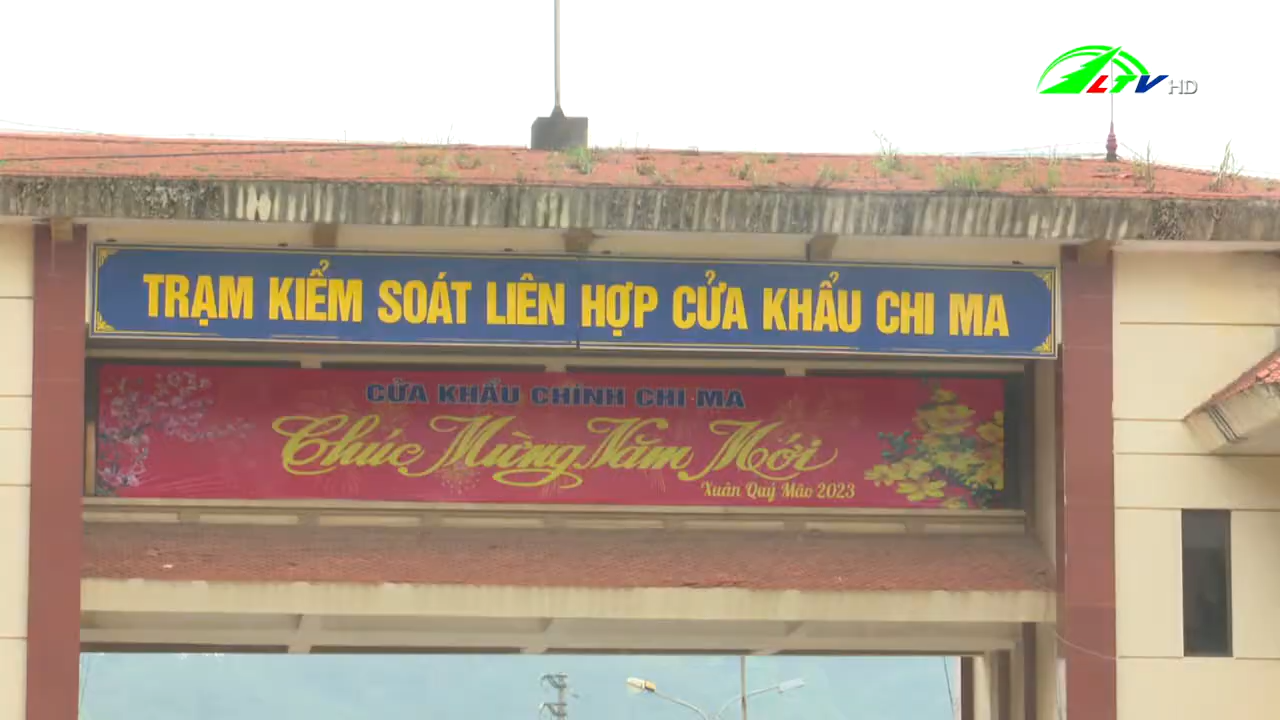 LTV HD
TRẠM KIỂM SOÁT LIÊN HỢP CỬA KHẨU CHI MA
CỬA KHẨU CHÍNH CHI MA
Chúc Mừng Năm Mới
Xuân Quý Mão 2023